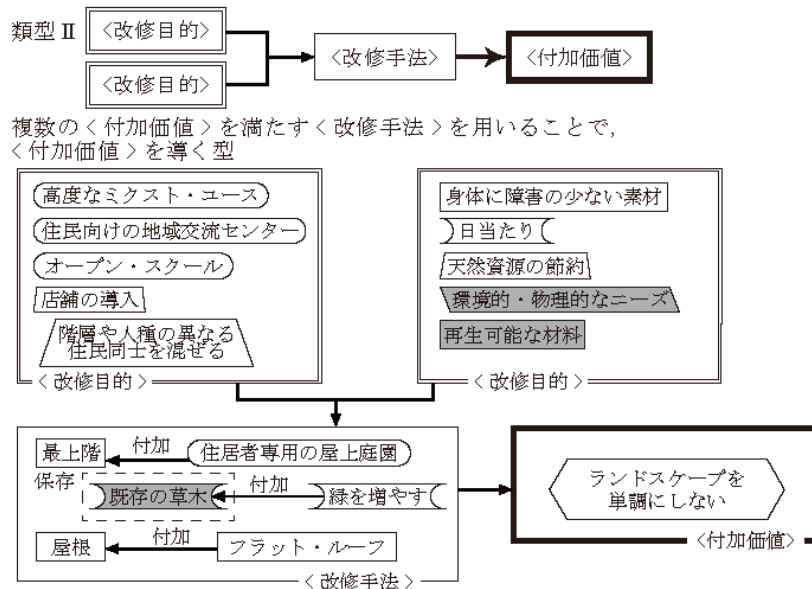 類型Ⅱ
<改修目的>
<改修目的>
<改修手法>
<付加価値>
複数の<付加価値>を満たす<改修手法>を用いることで,
<付加価値>を導く型
高度なミクスト・ユース
住民向けの地域交流センター
オープン・スクール
店舗の導入
階層や人種の異なる
住民同士を混ぜる
<改修目的>
身体に障害の少ない素材
日当たり
天然資源の節約
環境的・物理的なニーズ
再生可能な材料
<改修目的>
最上階
付加
住居者専用の屋上庭園
保存
既存の草木
付加
緑を増やす
屋根
付加
フラット・ルーフ
<改修手法>
ランドスケープを
単調にしない
<付加価値>